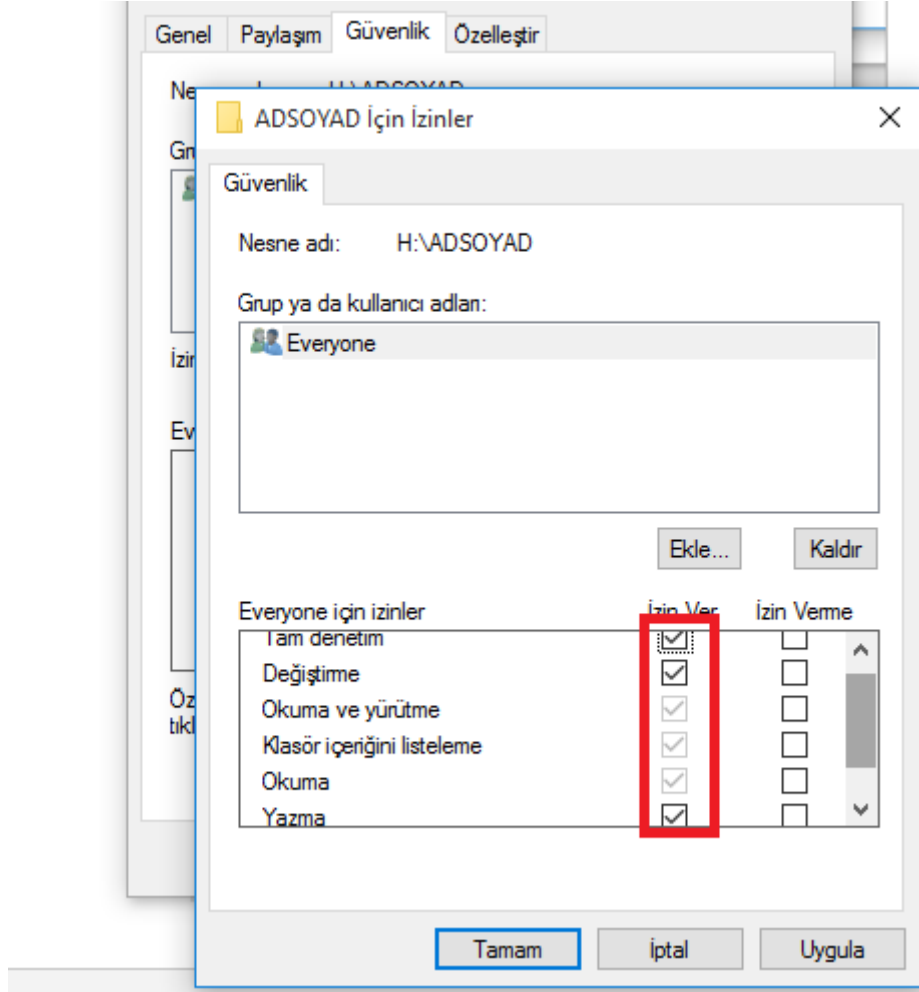 Genel Paylaşım Güvenlik Özelleştir
ADSOYAD İçin İzinler
Güvenlik
Nesne adı: H:\ADSOYAD
Grup ya da kullanıcı adları:
Everyone
Ekle... Kaldır
Everyone için izinler İzin Ver İzin Verme
Tam denetim
Değiştirme
Okuma ve yürütme
Klasör içeriğini listeleme
Okuma
Yazma
Tamam İptal Uygula